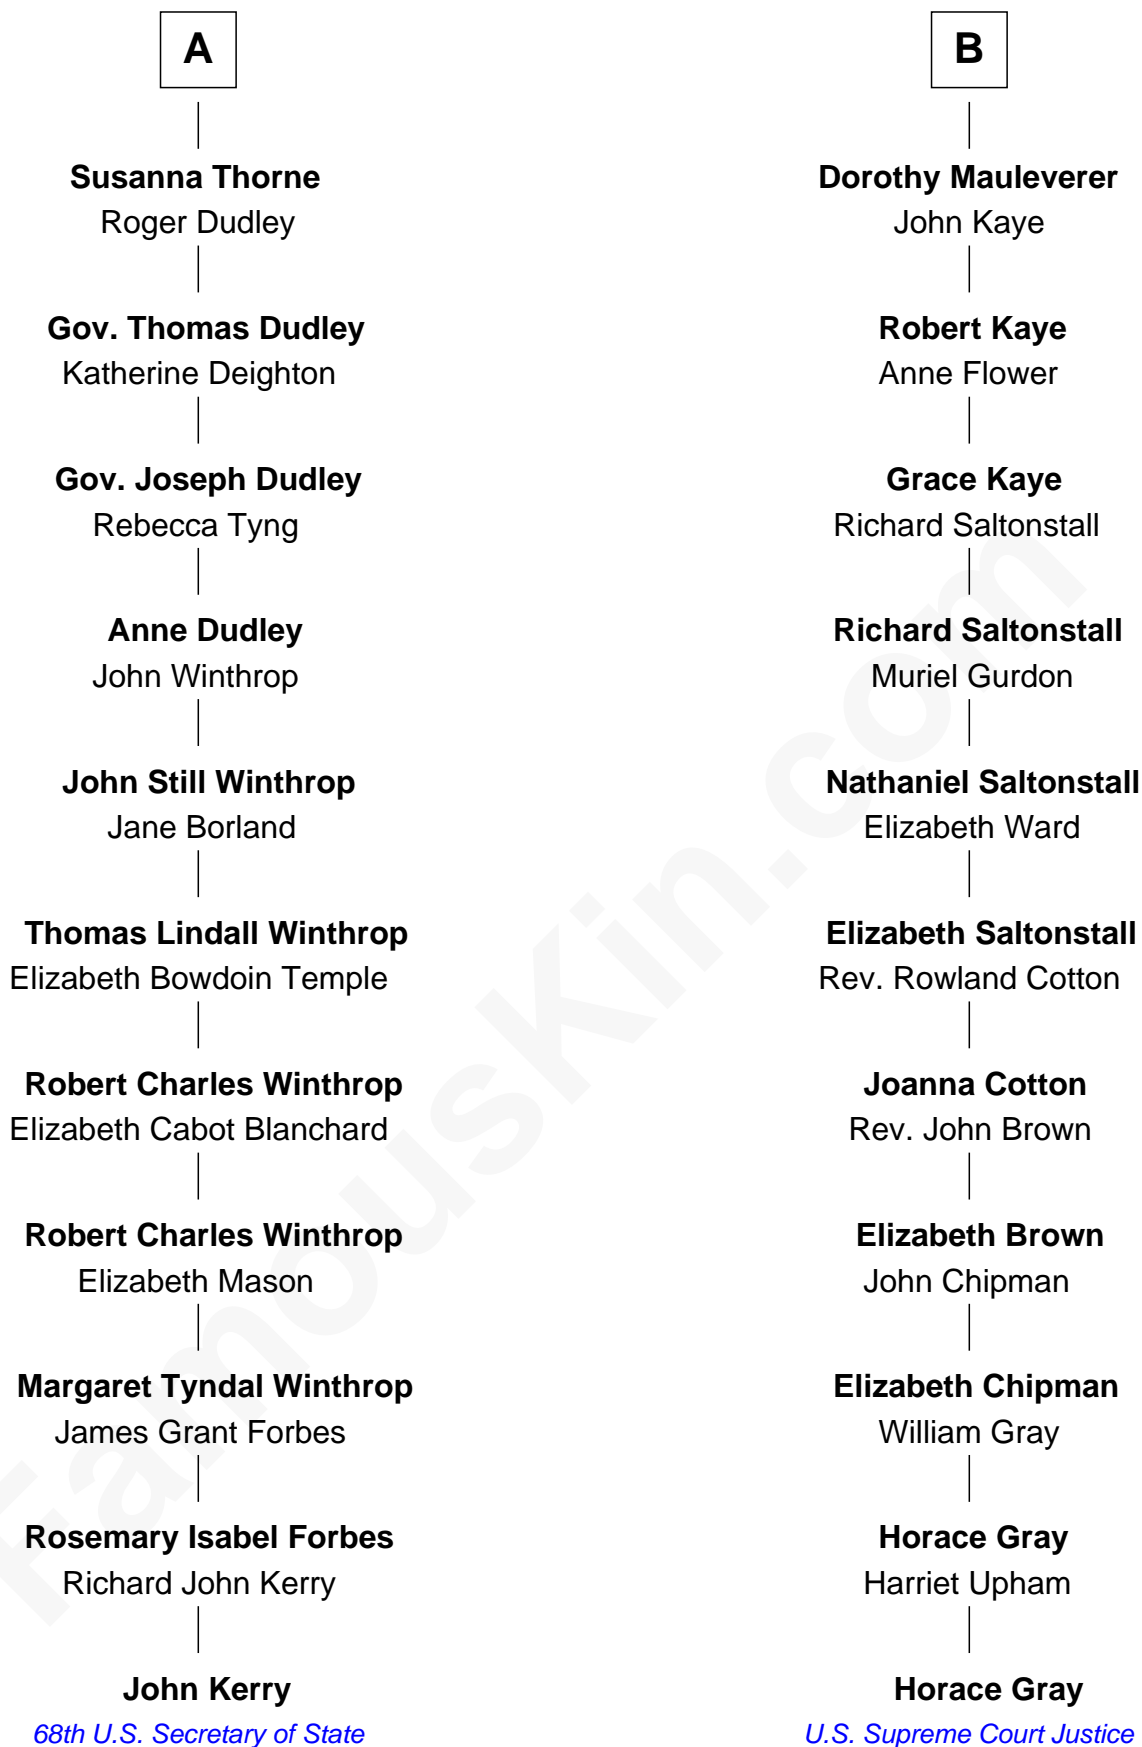 A
Susanna Thorne
Roger Dudley
Gov. Thomas Dudley
Katherine Deighton
Gov. Joseph Dudley
Rebecca Tyng
Anne Dudley
John Winthrop
John Still Winthrop
Jane Borland
Thomas Lindall Winthrop
Elizabeth Bowdoin Temple
Robert Charles Winthrop
Elizabeth Cabot Blanchard
Robert Charles Winthrop
Elizabeth Mason
Margaret Tyndal Winthrop
James Grant Forbes
Rosemary Isabel Forbes
Richard John Kerry
John Kerry
68th U.S. Secretary of State
B
Dorothy Mauleverer
John Kaye
Robert Kaye
Anne Flower
Grace Kaye
Richard Saltonstall
Richard Saltonstall
Muriel Gurdon
Nathaniel Saltonstall
Elizabeth Ward
Elizabeth Saltonstall
Rev. Rowland Cotton
Joanna Cotton
Rev. John Brown
Elizabeth Brown
John Chipman
Elizabeth Chipman
William Gray
Horace Gray
Harriet Upham
Horace Gray
U.S. Supreme Court Justice
FamousKin.com